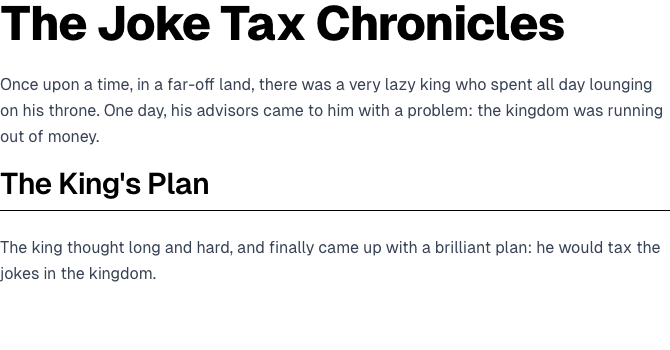 The Joke Tax Chronicles
Once upon a time, in a far-off land, there was a very lazy king who spent all day lounging
on his throne. One day, his advisors came to him with a problem: the kingdom was running
out of money.
The King's Plan
The king thought long and hard, and finally came up with a brilliant plan: he would tax the
jokes in the kingdom.